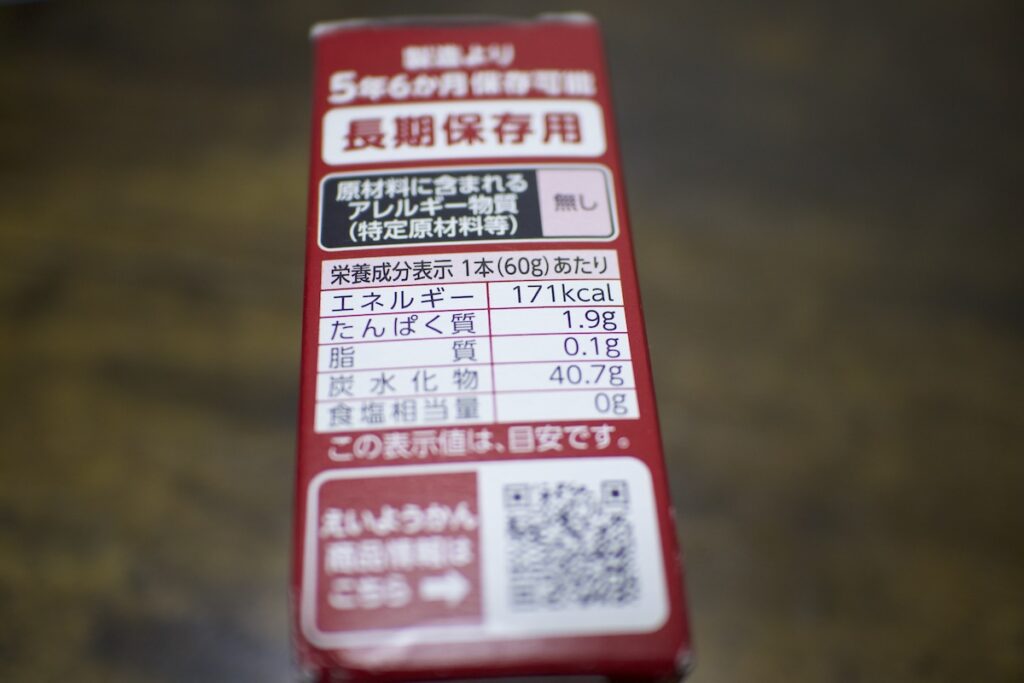 製造より
5年6か月保存可能
長期保存用
原材料に含まれる
アレルギー物質
(特定原材料等)
無し
栄養成分表示 1本(60g)あたり
エネルギー 171kcal
たんぱく質 1.9g
脂質 0.1g
炭水化物 40.7g
食塩相当量 0g
この表示値は、目安です。
えいようかん
商品情報は
こちら→